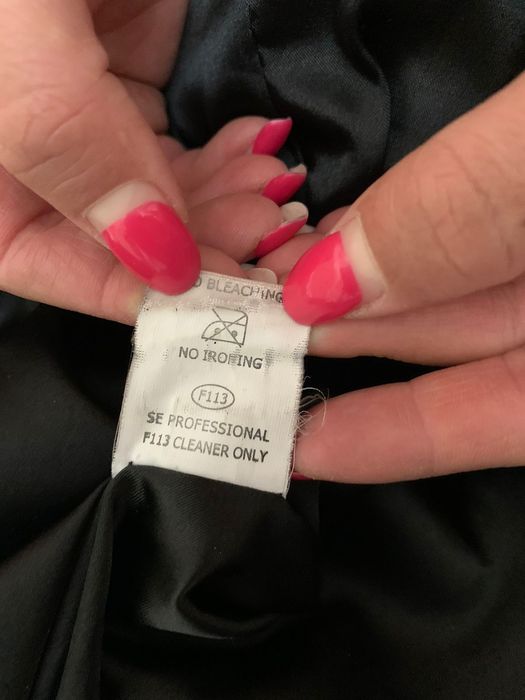 BLEACHING
NO IROFING
F113
SE PROFESSIONAL
F113 CLEANER ONLY